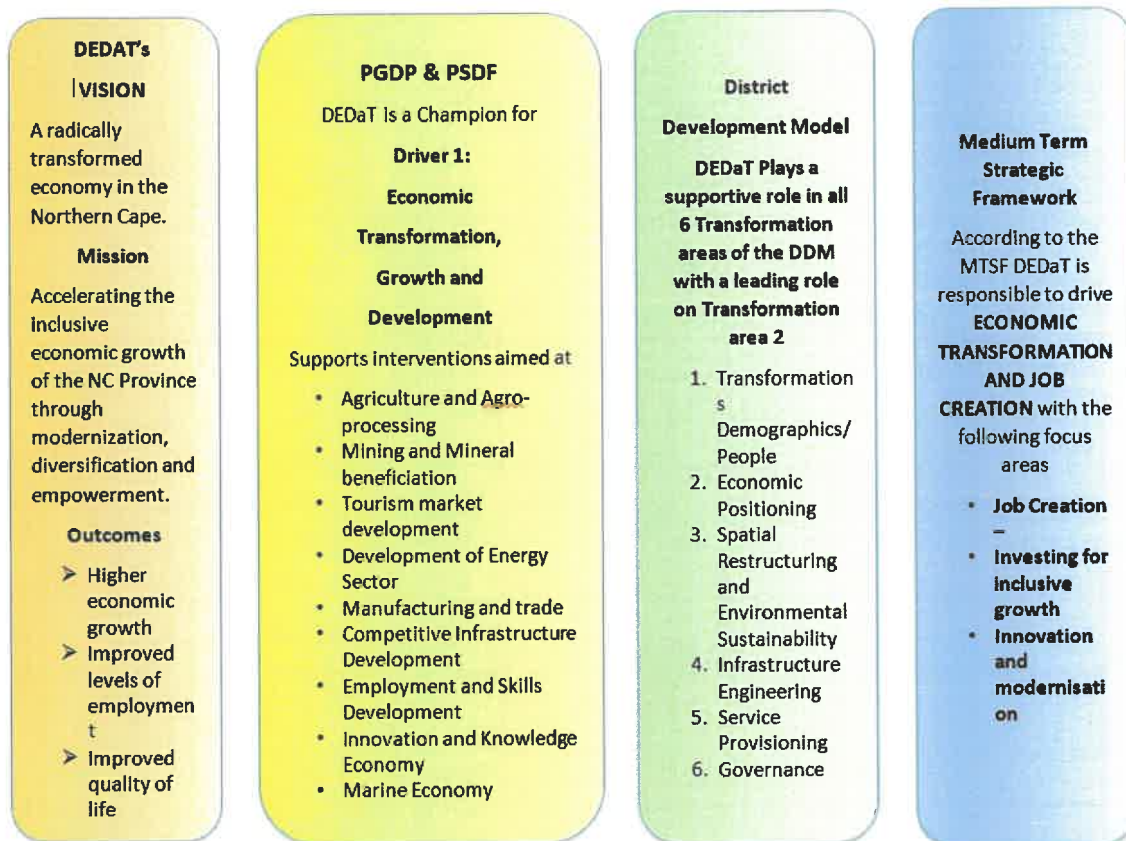 DEDAT's
VISION
A radically
transformed
economy in the
Northern Cape.
Mission
Accelerating the
inclusive
economic growth
of the NC Province
through
modernization,
diversification and
empowerment.
Outcomes
➢ Higher
economic
growth
➢ Improved
levels of
employmen
t
➢ Improved
quality of
life
PGDP & PSDF
DEDaT is a Champion for
Driver 1:
Economic
Transformation,
Growth and
Development
Supports interventions aimed at
• Agriculture and Agro-
processing
• Mining and Mineral
beneficiation
• Tourism market
development
• Development of Energy
Sector
• Manufacturing and trade
• Competitive Infrastructure
Development
• Employment and Skills
Development
• Innovation and Knowledge
Economy
• Marine Economy
District
Development Model
DEDaT Plays a
supportive role in all
6 Transformation
areas of the DDM
with a leading role
on Transformation
area 2
1. Transformation
s
Demographics/
People
2. Economic
Positioning
3. Spatial
Restructuring
and
Environmental
Sustainability
4. Infrastructure
Engineering
5. Service
Provisioning
6. Governance
Medium Term
Strategic
Framework
According to the
MTSF DEDaT is
responsible to drive
ECONOMIC
TRANSFORMATION
AND JOB
CREATION with the
following focus
areas
• Job Creation
–
• Investing for
inclusive
growth
• Innovation
and
modernisati
on